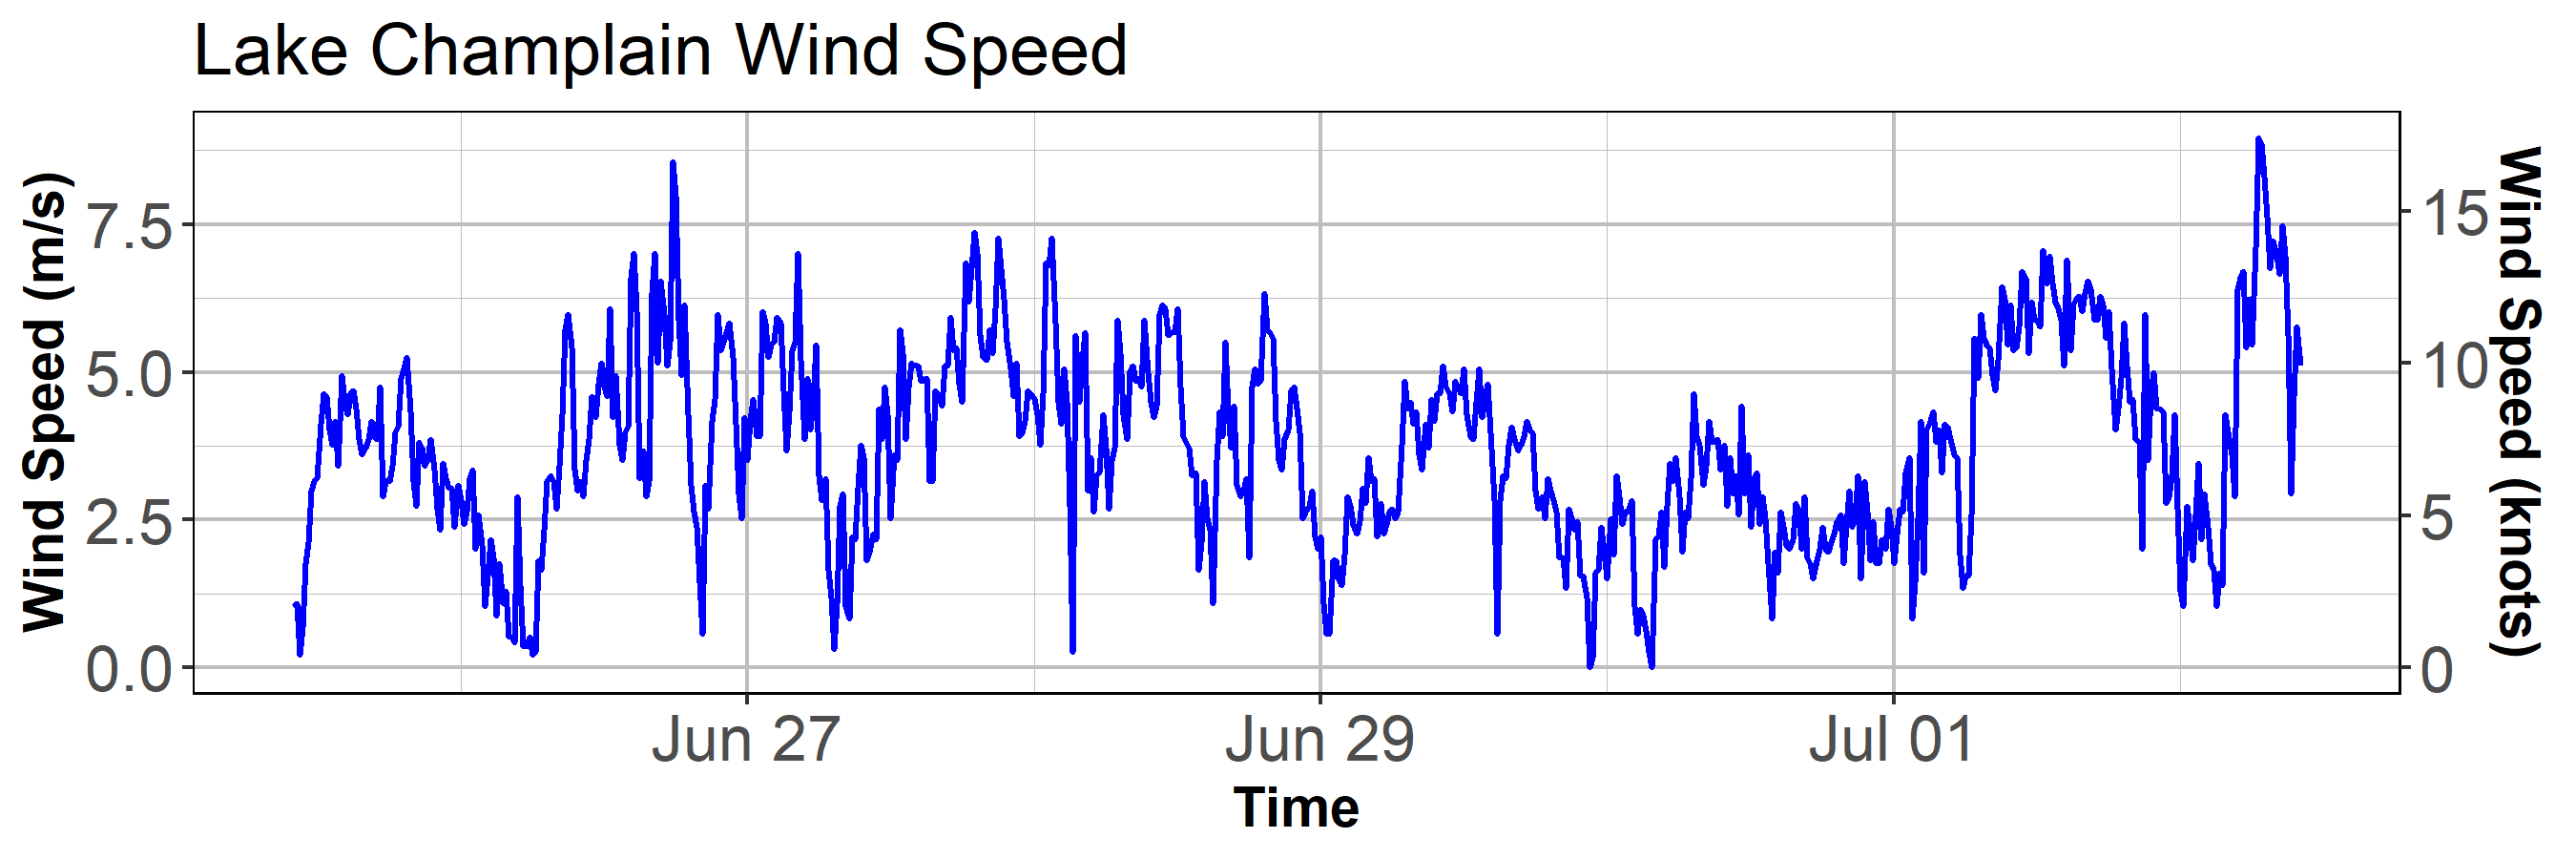 Lake Champlain Wind Speed
Wind Speed (m/s)
7.5
5.0
2.5
0.0
15
10
5
0
Wind Speed (knots)
Jun 27
Jun 29
Jul 01
Time